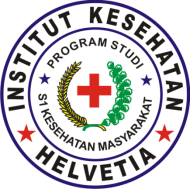 INSTITUT KESEHATAN
HELVETIA
PROGRAM STUDI
S1 KESEHATAN MASYARAKAT